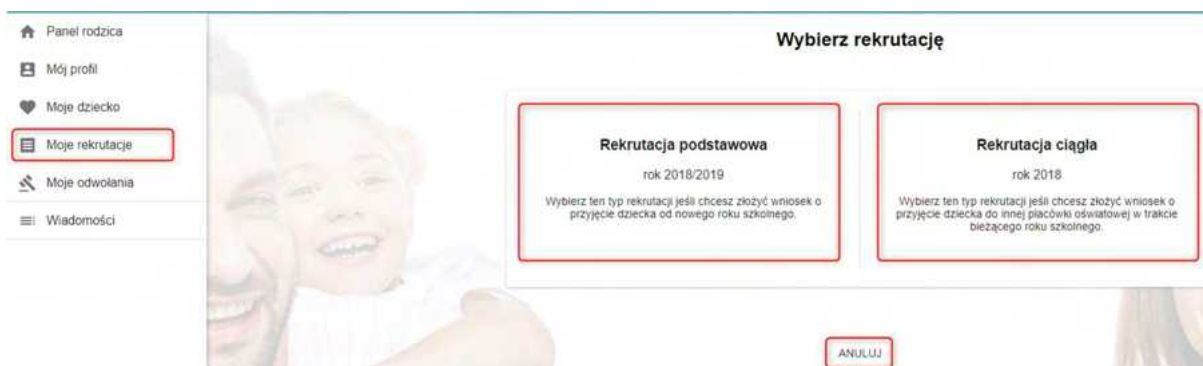 Panel rodzica
Mój profil
Moje dziecko
Moje rekrutacje
Moje odwołania
Wiadomości
Wybierz rekrutację
Rekrutacja podstawowa
rok 2018/2019
Wybierz ten typ rekrutacji jeśli chcesz złożyć wniosek o
przyjęcie dziecka od nowego roku szkolnego.
Rekrutacja ciągła
rok 2018
Wybierz ten typ rekrutacji jeśli chcesz złożyć wniosek o
przyjęcie dziecka do innej placówki oświatowej w trakcie
bieżącego roku szkolnego.
ANULUJ